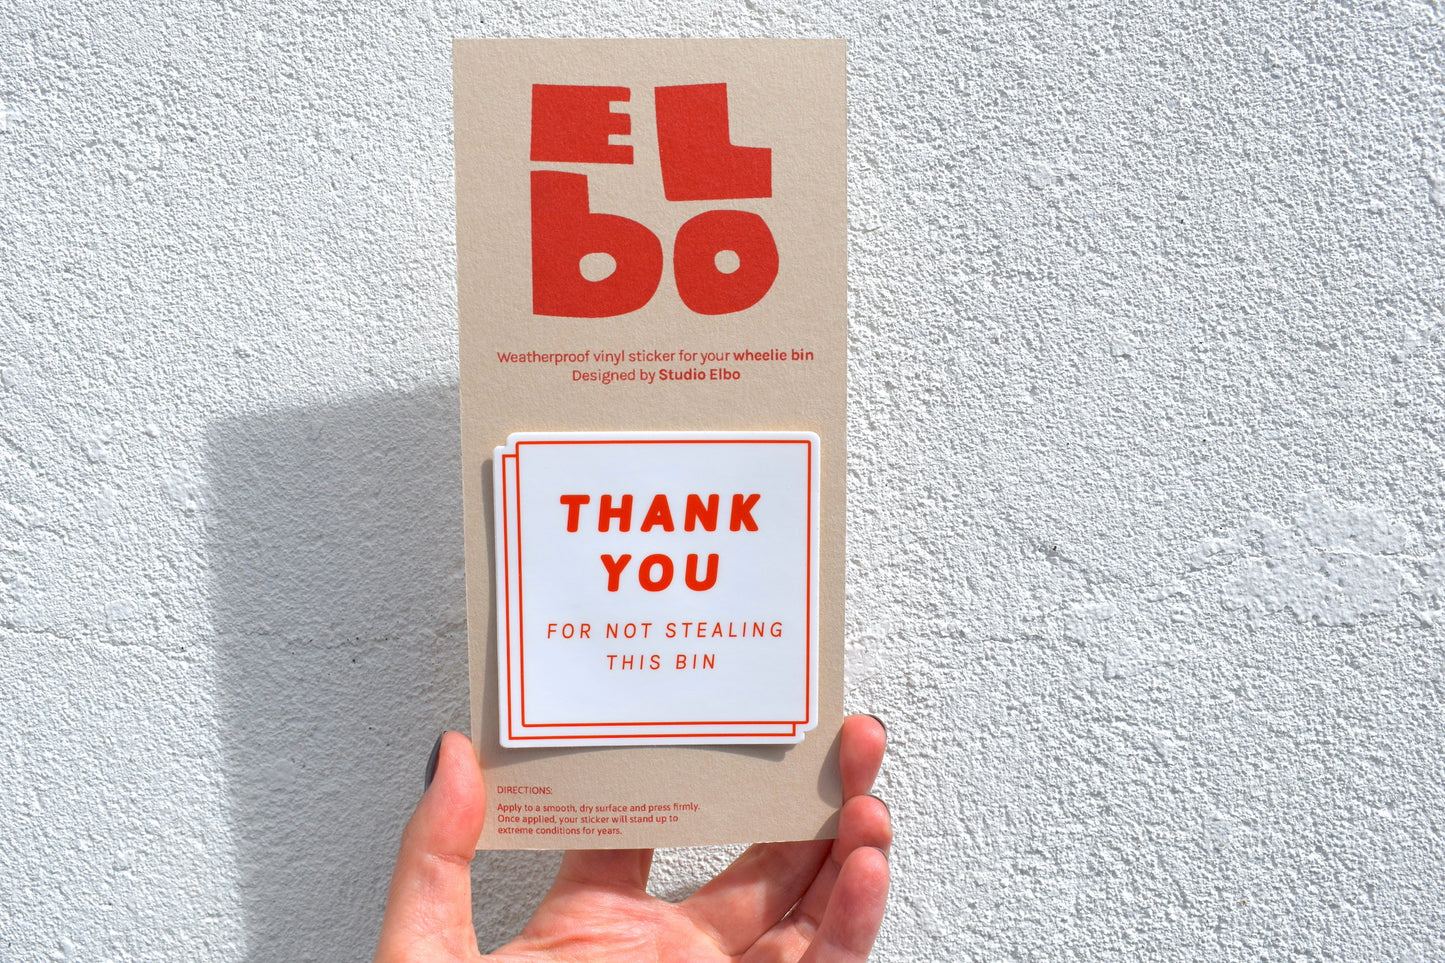 EL
bo
Weatherproof vinyl sticker for your wheelie bin
Designed by Studio Elbo
THANK
YOU
FOR NOT STEALING
THIS BIN
DIRECTIONS:
Apply to a smooth, dry surface and press firmly.
Once applied, your sticker will stand up to
extreme conditions for years.